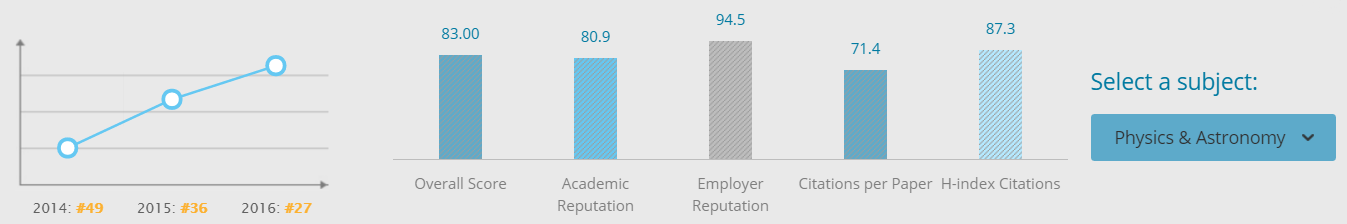 2014: #49 2015: #36 2016: #27
83.00 80.9 94.5 71.4 87.3
Overall Score Academic Employer Citations per Paper H-index Citations
Reputation Reputation
Select a subject:
Physics & Astronomy